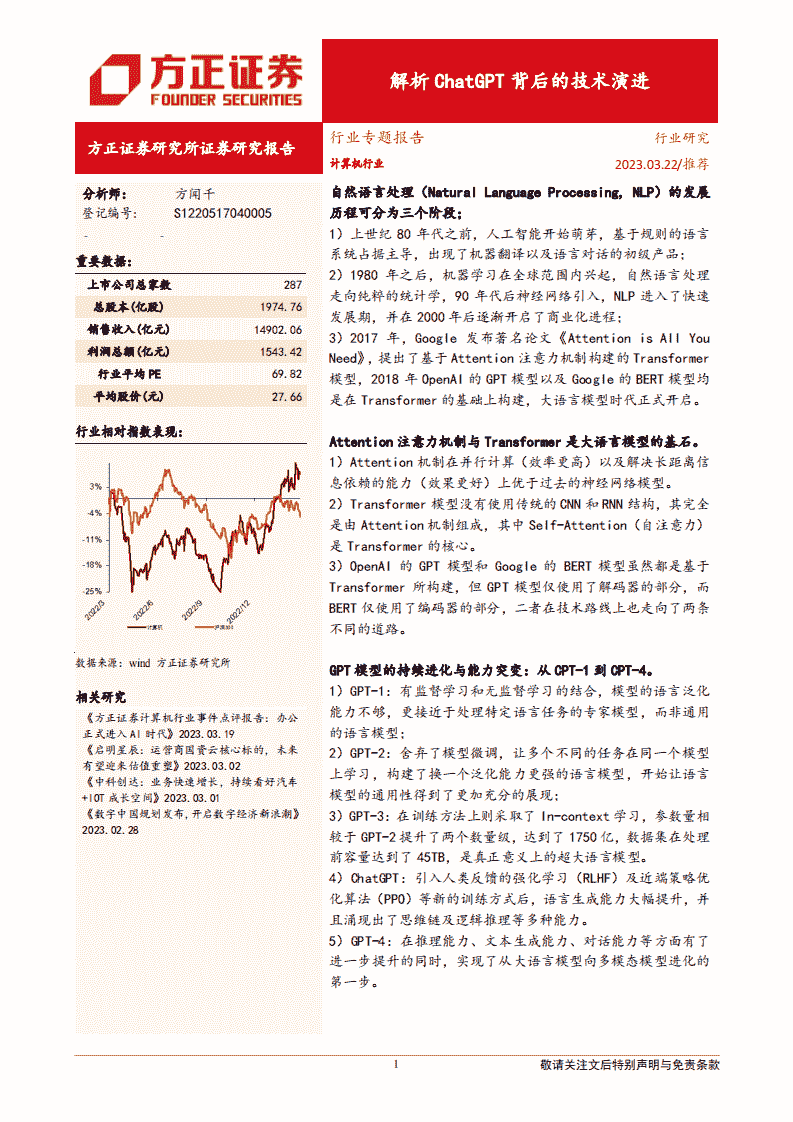 方正证券
FOUNDER SECURITIES
解析 ChatGPT 背后的技术演进
方正证券研究所证券研究报告
行业专题报告
行业研究
计算机行业
2023.03.22/推荐
分析师： 方闻千
登记编号： S1220517040005
- -
重要数据：
上市公司总家数 287
总股本(亿股) 1974.76
销售收入(亿元) 14902.06
利润总额(亿元) 1543.42
行业平均 PE 69.82
平均股价(元) 27.66
行业相对指数表现：
3%
-4%
-11%
-18%
-25%
2022/3
2022/6
2022/9
2022/12
计算机
沪深300
数据来源：wind 方正证券研究所
相关研究
《方正证券计算机行业事件点评报告：办公
正式进入 AI 时代》2023.03.19
《启明星辰：运营商国资云核心标的，未来
有望迎来估值重塑》2023.03.02
《中科创达：业务快速增长，持续看好汽车
+IOT 成长空间》2023.03.01
《数字中国规划发布,开启数字经济新浪潮》
2023.02.28
自然语言处理（Natural Language Processing, NLP）的发展
历程可分为三个阶段；
1）上世纪 80 年代之前，人工智能开始萌芽，基于规则的语言
系统占据主导，出现了机器翻译以及语言对话的初级产品；
2）1980 年之后，机器学习在全球范围内兴起，自然语言处理
走向纯粹的统计学，90 年代后神经网络引入，NLP 进入了快速
发展期，并在 2000 年后逐渐开启了商业化进程；
3）2017 年，Google 发布著名论文《Attention is All You
Need》，提出了基于 Attention 注意力机制构建的 Transformer
模型，2018 年 OpenAI 的 GPT 模型以及 Google 的 BERT 模型均
是在 Transformer 的基础上构建，大语言模型时代正式开启。
Attention 注意力机制与 Transformer 是大语言模型的基石。
1）Attention 机制在并行计算（效率更高）以及解决长距离信
息依赖的能力（效果更好）上优于过去的神经网络模型。
2）Transformer 模型没有使用传统的 CNN 和 RNN 结构，其完全
是由 Attention 机制组成，其中 Self-Attention（自注意力）
是 Transformer 的核心。
3）OpenAI 的 GPT 模型和 Google 的 BERT 模型虽然都是基于
Transformer 所构建，但 GPT 模型仅使用了解码器的部分，而
BERT 仅使用了编码器的部分，二者在技术路线上也走向了两条
不同的道路。
GPT 模型的持续进化与能力突变：从 CPT-1 到 CPT-4。
1）GPT-1：有监督学习和无监督学习的结合，模型的语言泛化
能力不够，更接近于处理特定语言任务的专家模型，而非通用
的语言模型；
2）GPT-2：舍弃了模型微调，让多个不同的任务在同一个模型
上学习，构建了换一个泛化能力更强的语言模型，开始让语言
模型的通用性得到了更加充分的展现；
3）GPT-3：在训练方法上则采取了 In-context 学习，参数量相
较于 GPT-2 提升了两个数量级，达到了 1750 亿，数据集在处理
前容量达到了 45TB，是真正意义上的超大语言模型。
4）ChatGPT：引入人类反馈的强化学习（RLHF）及近端策略优
化算法（PPO）等新的训练方式后，语言生成能力大幅提升，并
且涌现出了思维链及逻辑推理等多种能力。
5）GPT-4：在推理能力、文本生成能力、对话能力等方面有了
进一步提升的同时，实现了从大语言模型向多模态模型进化的
第一步。
1
敬请关注文后特别声明与免责条款